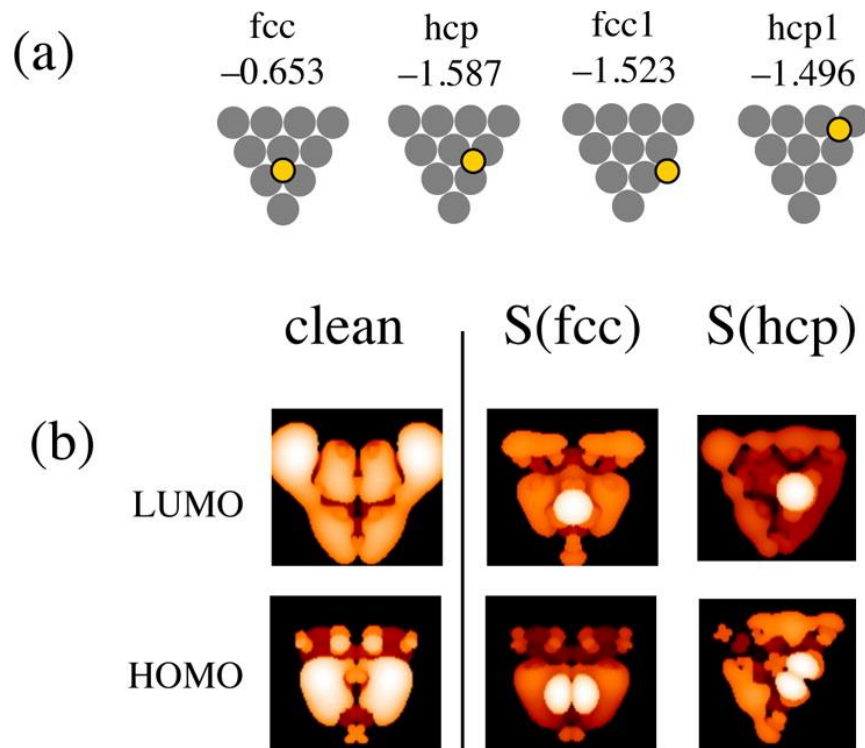 (a)
fcc hcp fcc1 hcp1
−0.653 −1.587 −1.523 −1.496
clean S(fcc) S(hcp)
(b)
LUMO
HOMO